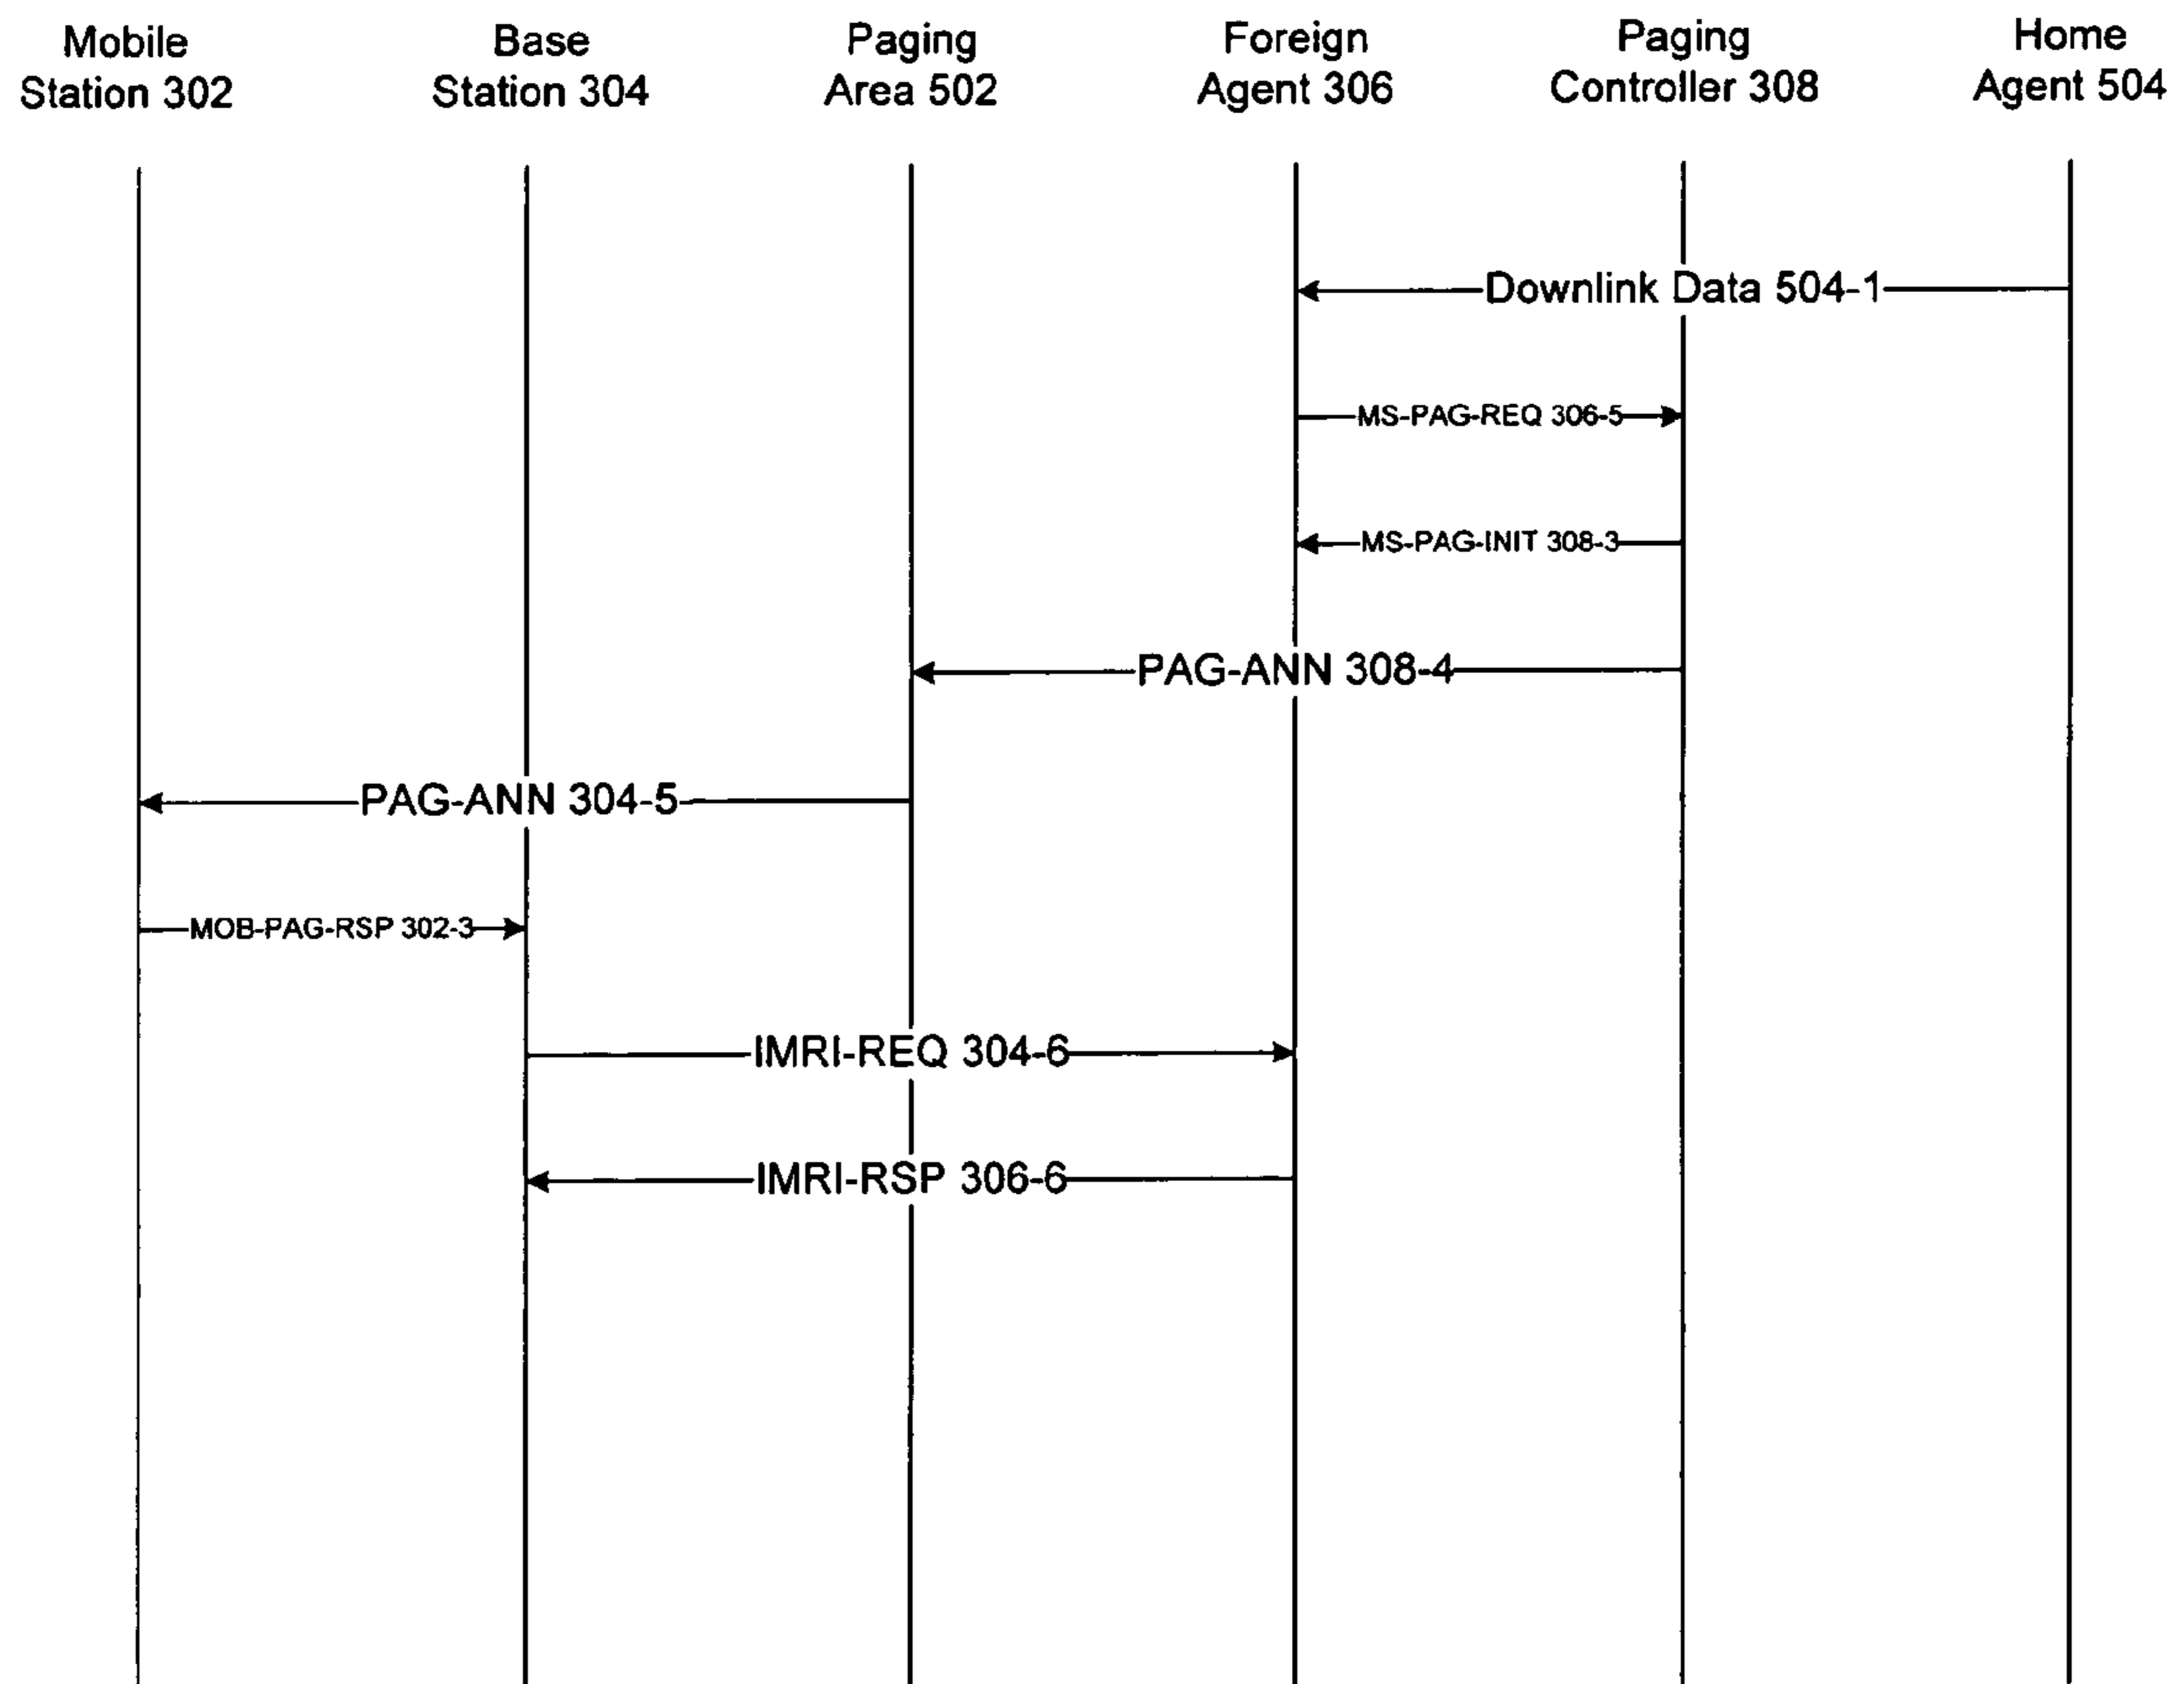 Mobile
Station 302
Base
Station 304
Paging
Area 502
Foreign
Agent 306
Paging
Controller 308
Home
Agent 504
Downlink Data 504-1
MS-PAG-REQ 306-5
MS-PAG-INIT 308-3
PAG-ANN 308-4
PAG-ANN 304-5
MOB-PAG-RSP 302-3
IMRI-REQ 304-6
IMRI-RSP 306-6